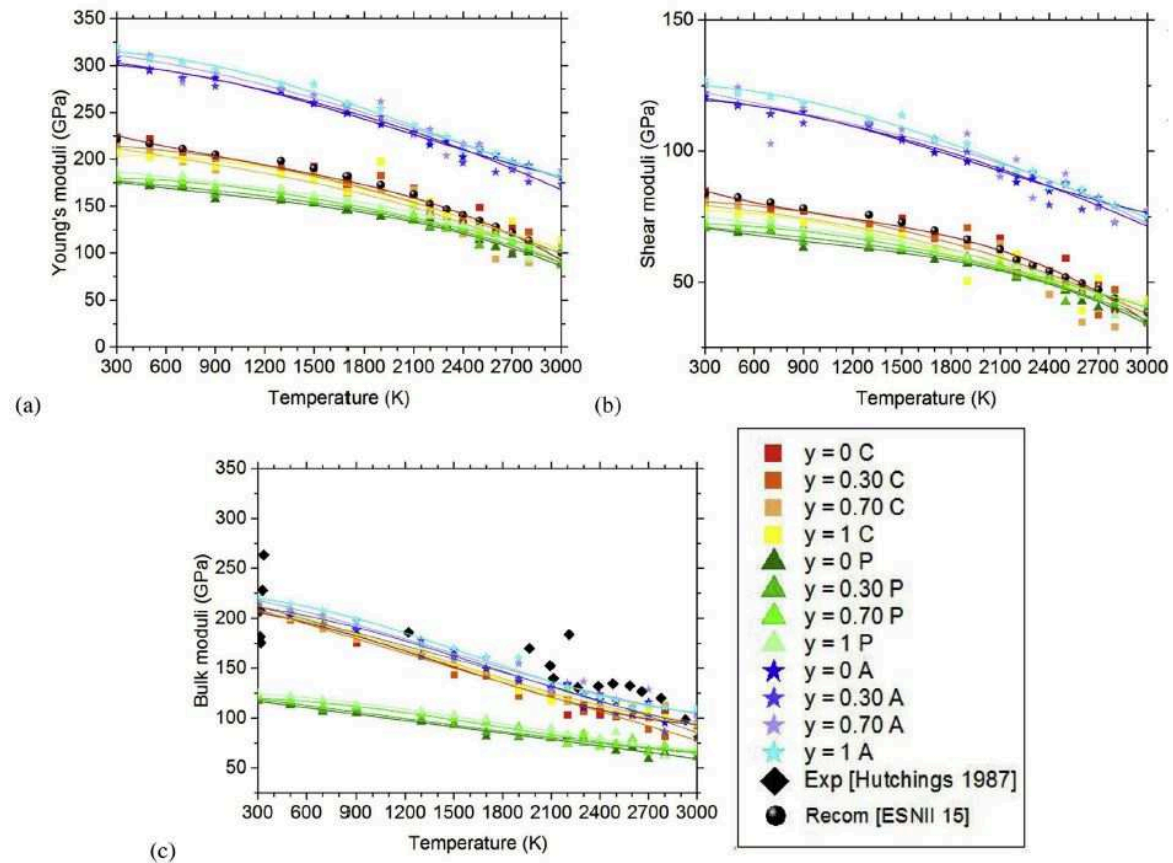 350
300
250
200
150
100
50
0
Young's moduli (GPa)
300 600 900 1200 1500 1800 2100 2400 2700 3000
Temperature (K)
(a)
150
100
50
Shear moduli (GPa)
300 600 900 1200 1500 1800 2100 2400 2700 3000
Temperature (K)
(b)
350
300
250
200
150
100
50
Bulk moduli (GPa)
300 600 900 1200 1500 1800 2100 2400 2700 3000
Temperature (K)
(c)
y = 0 C
y = 0.30 C
y = 0.70 C
y = 1 C
y = 0 P
y = 0.30 P
y = 0.70 P
y = 1 P
y = 0 A
y = 0.30 A
y = 0.70 A
y = 1 A
Exp [Hutchings 1987]
Recom [ESNII 15]